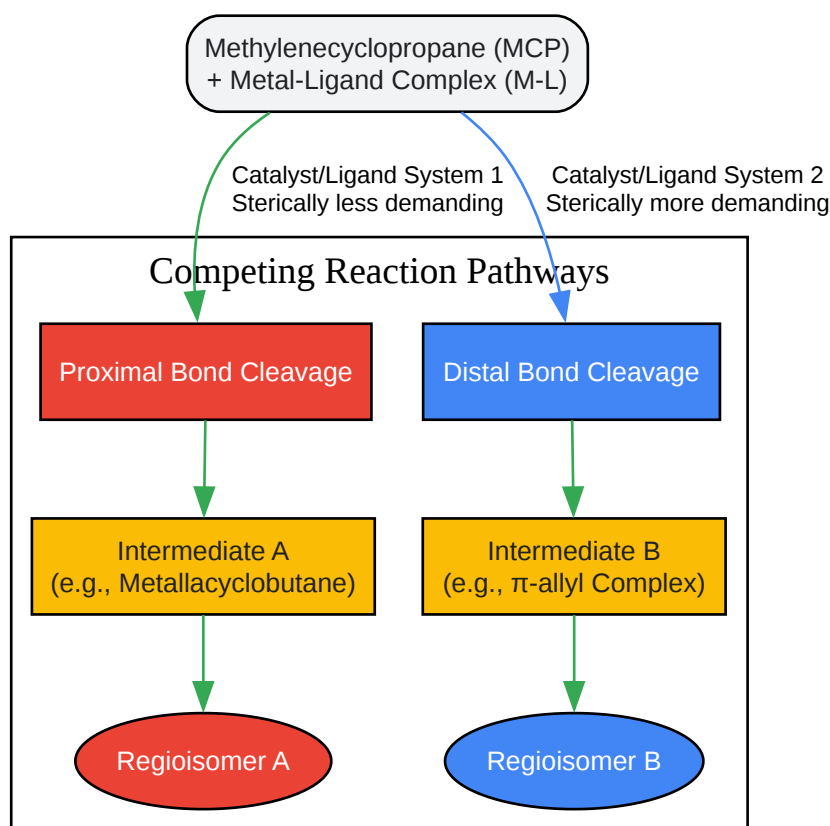 Methylenecyclopropane (MCP)
+ Metal-Ligand Complex (M-L)
Catalyst/Ligand System 1
Sterically less demanding
Catalyst/Ligand System 2
Sterically more demanding
Competing Reaction Pathways
Proximal Bond Cleavage
Distal Bond Cleavage
Intermediate A
(e.g., Metallacyclobutane)
Intermediate B
(e.g., π-allyl Complex)
Regioisomer A
Regioisomer B